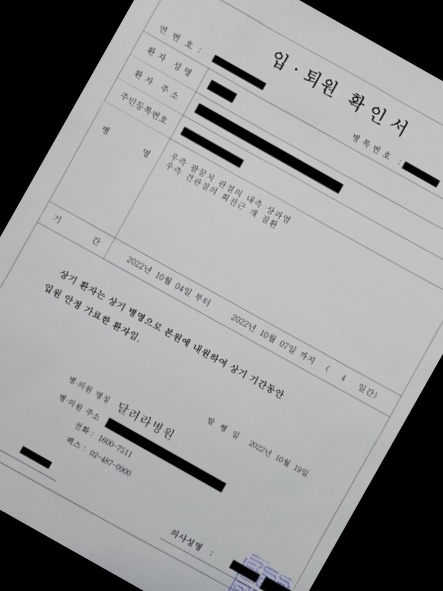 입·퇴원 확인서
연 번 호 :
병록번호 :
환 자 성 명
환 자 주 소
주민등록번호
병 명
우측 팔꿈치 관절의 내측 상과염
우측 견관절의 회전근 개 질환
기 간
2022년 10월 04일 부터 2022년 10월 07일 까지 ( 4 일간)
상기 환자는 상기 병명으로 본원에 내원하여 상기 기간동안
입원 안정 가료한 환자임.
발 행 일 2022년 10월 19일
병·의원 명칭 달려라병원
병·의원 주소
전화 : 1600-7511
팩스 : 02-487-0900
의사성명 :